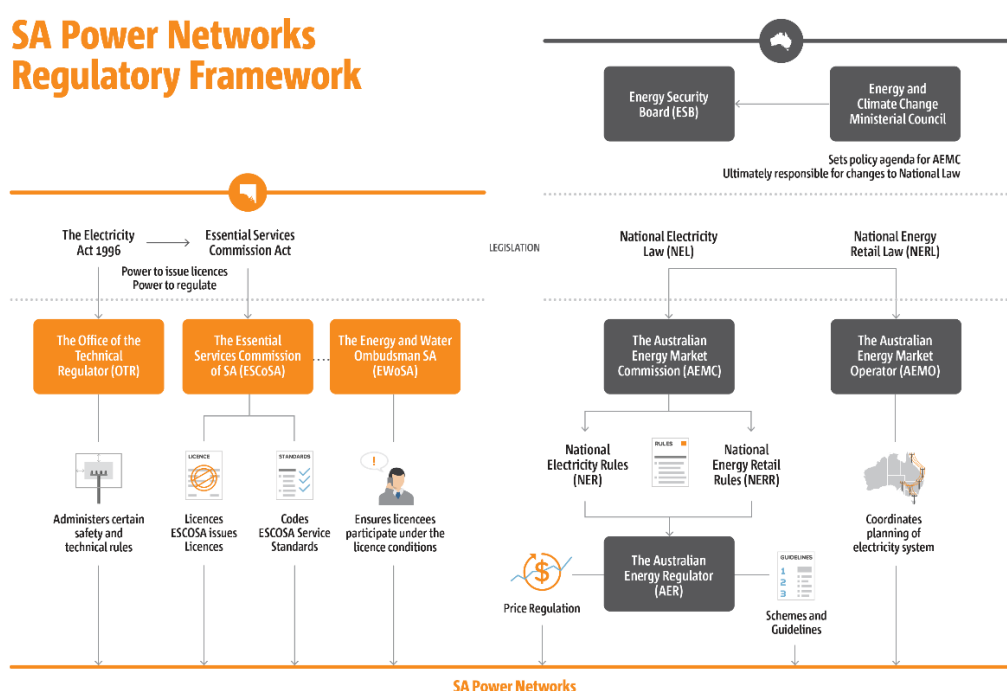 SA Power Networks
Regulatory Framework
Energy Security
Board (ESB)
Energy and
Climate Change
Ministerial Council
Sets policy agenda for AEMC
Ultimately responsible for changes to National Law
The Electricity
Act 1996
Essential Services
Commission Act
Power to issue licences
Power to regulate
LEGISLATION
National Electricity
Law (NEL)
National Energy
Retail Law (NERL)
The Office of the
Technical
Regulator (OTR)
The Essential
Services Commission
of SA (ESCoSA)
The Energy and Water
Ombudsman SA
(EWoSA)
The Australian
Energy Market
Commission (AEMC)
The Australian
Energy Market
Operator (AEMO)
LICENCE
STANDARDS
!
National
Electricity Rules
(NER)
RULES
National
Energy Retail
Rules (NERR)
Administers certain
safety and
technical rules
Licences
ESCOSA issues
Licences
Codes
ESCOSA Service
Standards
Ensures licencees
participate under the
licence conditions
Coordinates
planning of
electricity system
$
Price Regulation
The Australian
Energy Regulator
(AER)
GUIDELINES
1
2
3
Schemes and
Guidelines
SA Power Networks